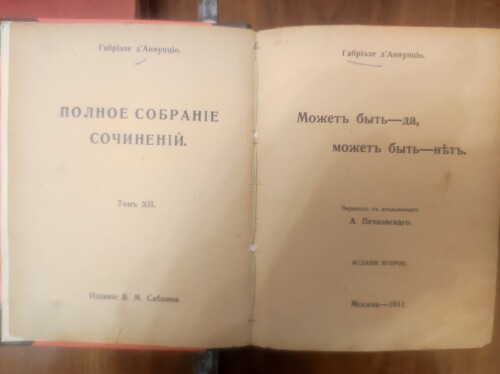 Габріэле д'Аннунціо.
ПОЛНОЕ СОБРАНІЕ
СОЧИНЕНІЙ.
Томъ XII.
Изданіе В. М. Саблина.
Габріэле д'Аннунціо.
Можетъ быть—да,
можетъ быть—нѣтъ.
Переводъ съ итальянскаго
А. Печковскаго.
ИЗДАНІЕ ВТОРОЕ.
Москва—1911.